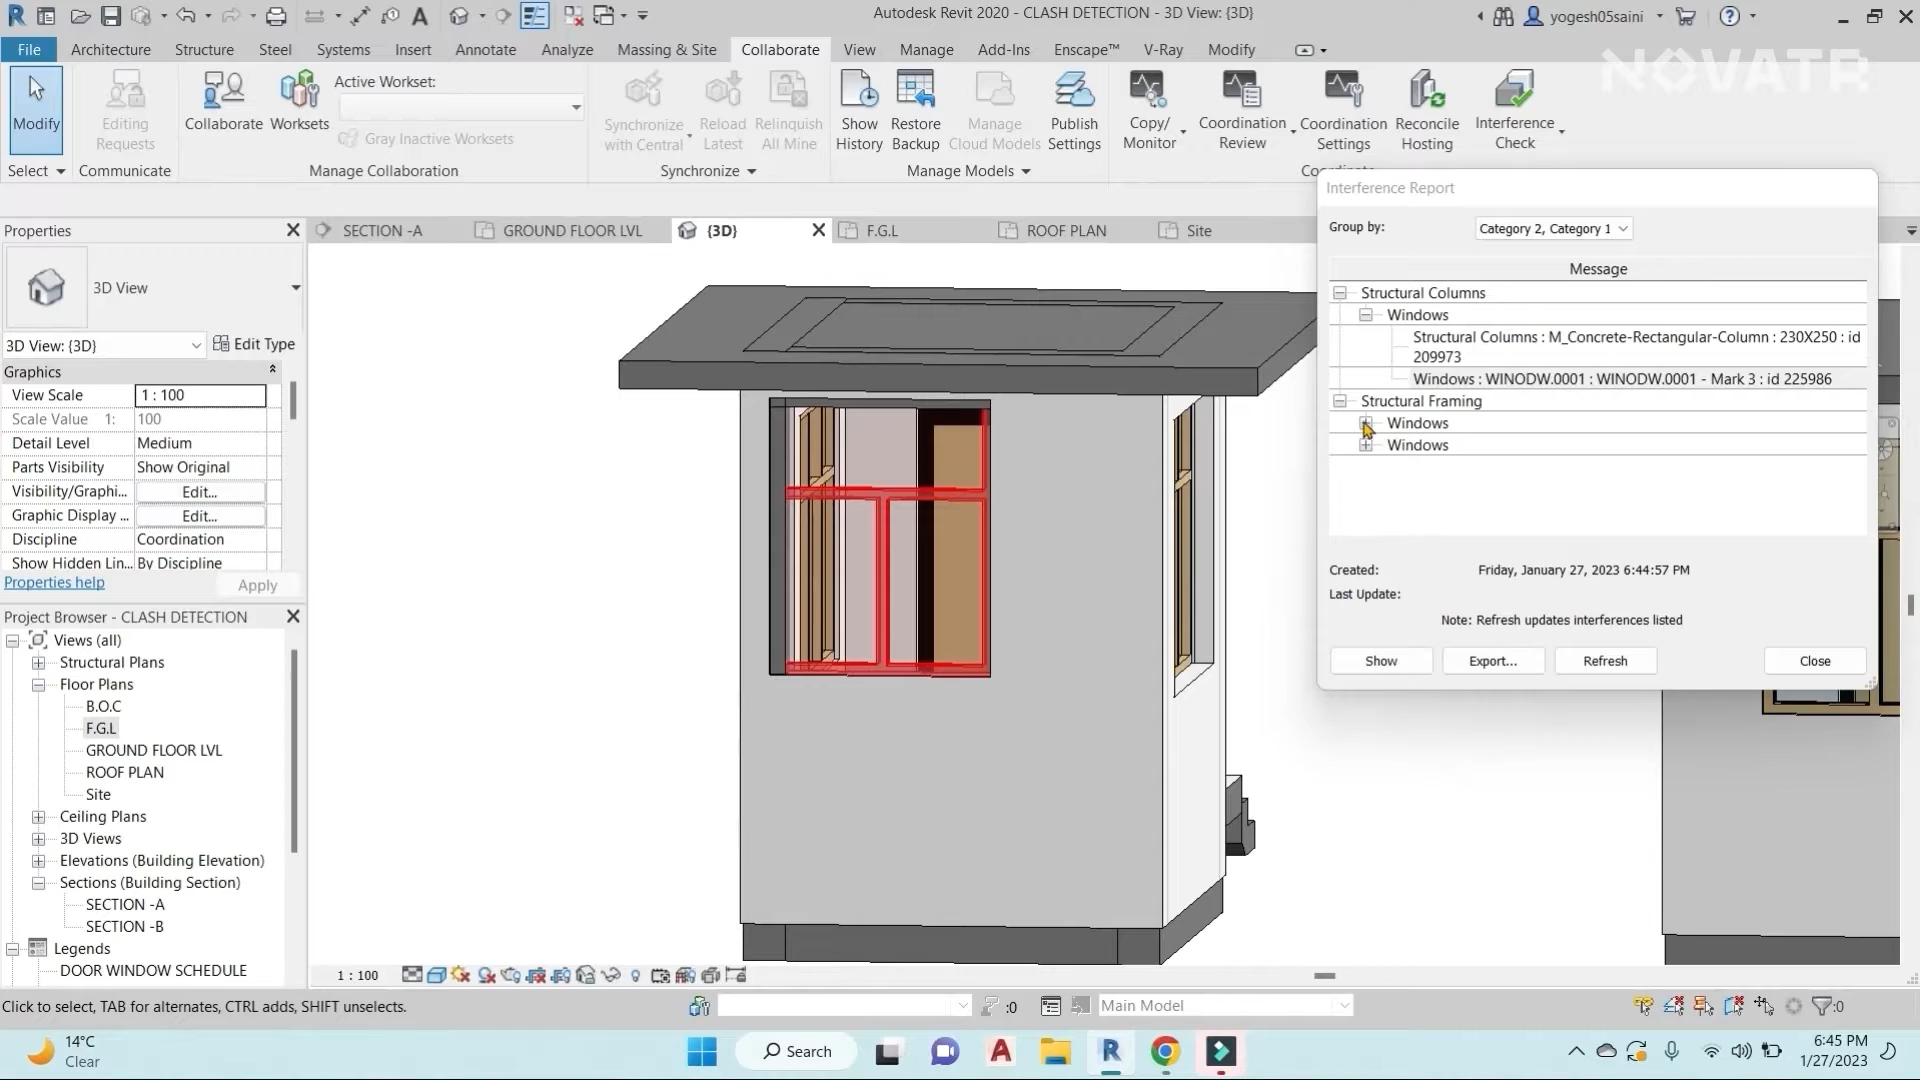 Autodesk Revit 2020 - CLASH DETECTION - 3D View: {3D}
yogesh05saini
NOVATR
File Architecture Structure Steel Systems Insert Annotate Analyze Massing & Site Collaborate View Manage Add-Ins Enscape™ V-Ray Modify
Modify
Editing
Requests
Collaborate
Worksets
Active Workset:
Gray Inactive Worksets
Synchronize
with Central
Reload
Latest
Relinquish
All Mine
Show
History
Restore
Backup
Manage
Cloud Models
Publish
Settings
Copy/
Monitor
Coordination
Review
Coordination
Settings
Reconcile
Hosting
Interference
Check
Select
Communicate
Manage Collaboration
Synchronize
Manage Models
Coord
Properties
SECTION -A
GROUND FLOOR LVL
{3D}
F.G.L
ROOF PLAN
Site
3D View
3D View: {3D}
Edit Type
Graphics
View Scale 1 : 100
Scale Value 1: 100
Detail Level Medium
Parts Visibility Show Original
Visibility/Graphi... Edit...
Graphic Display ... Edit...
Discipline Coordination
Show Hidden Lin... By Discipline
Properties help
Apply
Project Browser - CLASH DETECTION
Views (all)
Structural Plans
Floor Plans
B.O.C
F.G.L
GROUND FLOOR LVL
ROOF PLAN
Site
Ceiling Plans
3D Views
Elevations (Building Elevation)
Sections (Building Section)
SECTION -A
SECTION -B
Legends
DOOR WINDOW SCHEDULE
Interference Report
Group by: Category 2, Category 1
Message
Structural Columns
Windows
Structural Columns : M_Concrete-Rectangular-Column : 230X250 : id
209973
Windows : WINODW.0001 : WINODW.0001 - Mark 3 : id 225986
Structural Framing
Windows
Windows
Created: Friday, January 27, 2023 6:44:57 PM
Last Update:
Note: Refresh updates interferences listed
Show
Export...
Refresh
Close
1 : 100
Click to select, TAB for alternates, CTRL adds, SHIFT unselects.
:0
Main Model
:0
14°C
Clear
Search
6:45 PM
1/27/2023